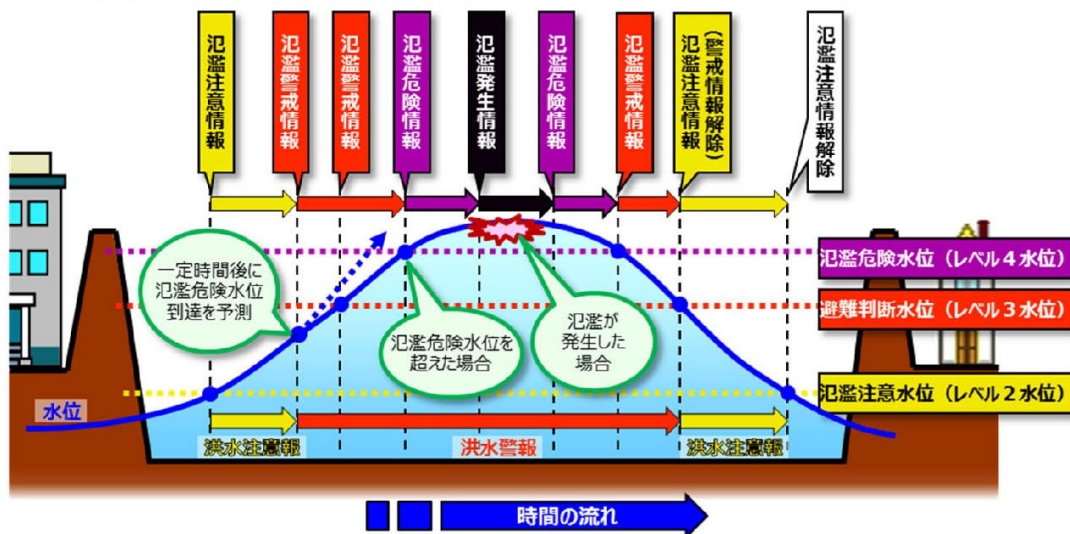 氾濫注意情報
氾濫警戒情報
氾濫警戒情報
氾濫危険情報
氾濫発生情報
氾濫危険情報
氾濫警戒情報
(警戒情報解除)
氾濫注意情報
氾濫注意情報解除
一定時間後に
氾濫危険水位
到達を予測
氾濫危険水位を
超えた場合
氾濫が
発生した
場合
氾濫危険水位(レベル4水位)
避難判断水位(レベル3水位)
氾濫注意水位(レベル2水位)
水位
洪水注意報
洪水警報
洪水注意報
時間の流れ